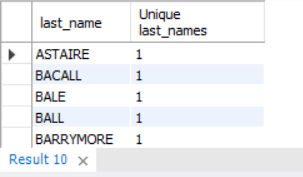 last_name Unique
last_names
ASTAIRE 1
BACALL 1
BALE 1
BALL 1
BARRYMORE 1
Result 10 ×